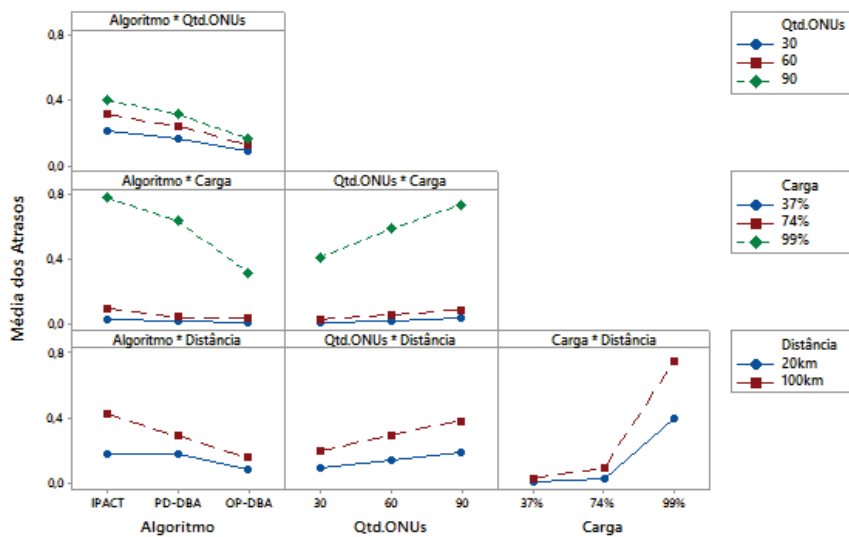 Algoritmo * Qtd.ONUs
0,8
0,4
0,0
Qtd.ONUs
30
60
90
Algoritmo * Carga
Qtd.ONUs * Carga
0,8
0,4
0,0
Carga
37%
74%
99%
Média dos Atrasos
Algoritmo * Distância
Qtd.ONUs * Distância
Carga * Distância
0,8
0,4
0,0
Distância
20km
100km
IPACT PD-DBA OP-DBA
30 60 90
37% 74% 99%
Algoritmo
Qtd.ONUs
Carga